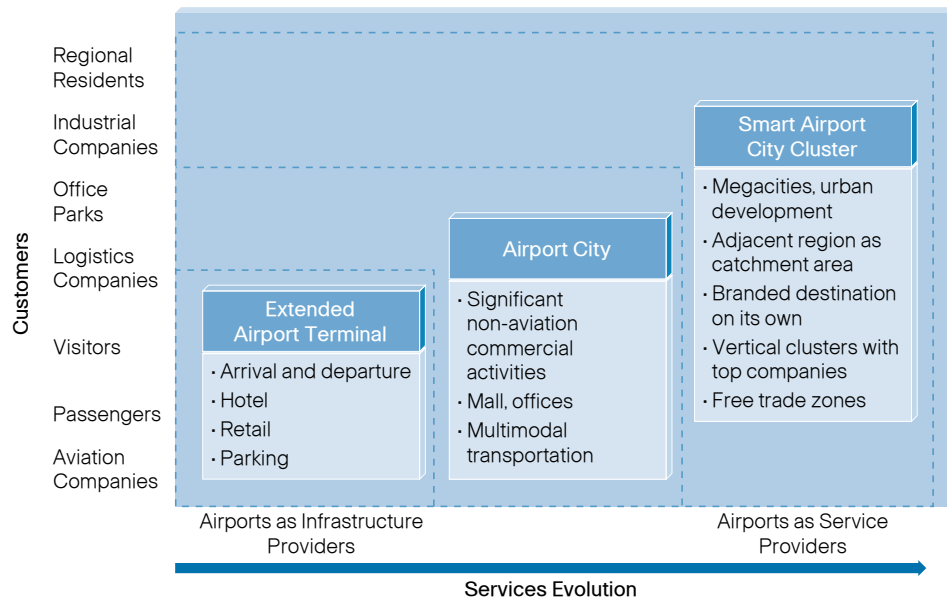 Customers
Regional
Residents
Industrial
Companies
Office
Parks
Logistics
Companies
Visitors
Passengers
Aviation
Companies
Extended
Airport Terminal
· Arrival and departure
· Hotel
· Retail
· Parking
Airport City
· Significant
non-aviation
commercial
activities
· Mall, offices
· Multimodal
transportation
Smart Airport
City Cluster
· Megacities, urban
development
· Adjacent region as
catchment area
· Branded destination
on its own
· Vertical clusters with
top companies
· Free trade zones
Airports as Infrastructure
Providers
Airports as Service
Providers
Services Evolution